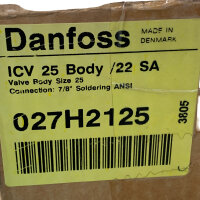 Danfoss
MADE IN
DENMARK
ICV 25 Body /22 SA
Valve Body Size 25
Connection: 7/8" Soldering ANSI
027H2125
3805